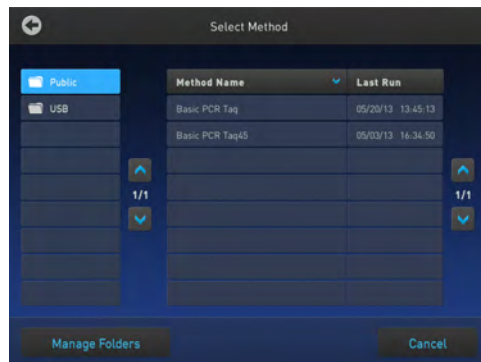 Select Method
Public
USB
1/1
Method Name Last Run
Basic PCR Taq 05/20/13 13:45:13
Basic PCR Taq45 05/03/13 16:34:50
1/1
Manage Folders Cancel